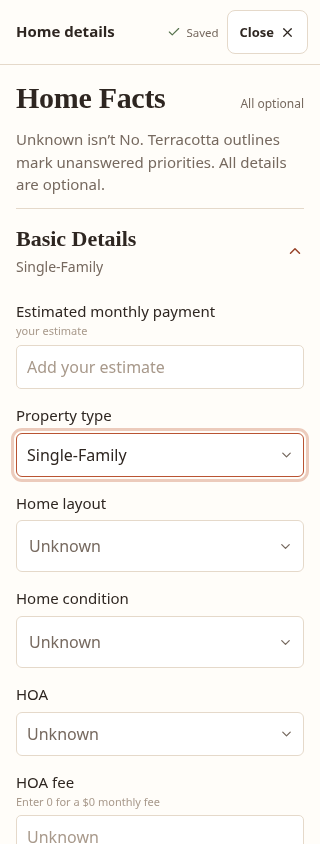 Home details
Saved
Close
Home Facts
All optional
Unknown isn’t No. Terracotta outlines
mark unanswered priorities. All details
are optional.
Basic Details
Single-Family
Estimated monthly payment
your estimate
Add your estimate
Property type
Single-Family
Home layout
Unknown
Home condition
Unknown
HOA
Unknown
HOA fee
Enter 0 for a $0 monthly fee
Unknown